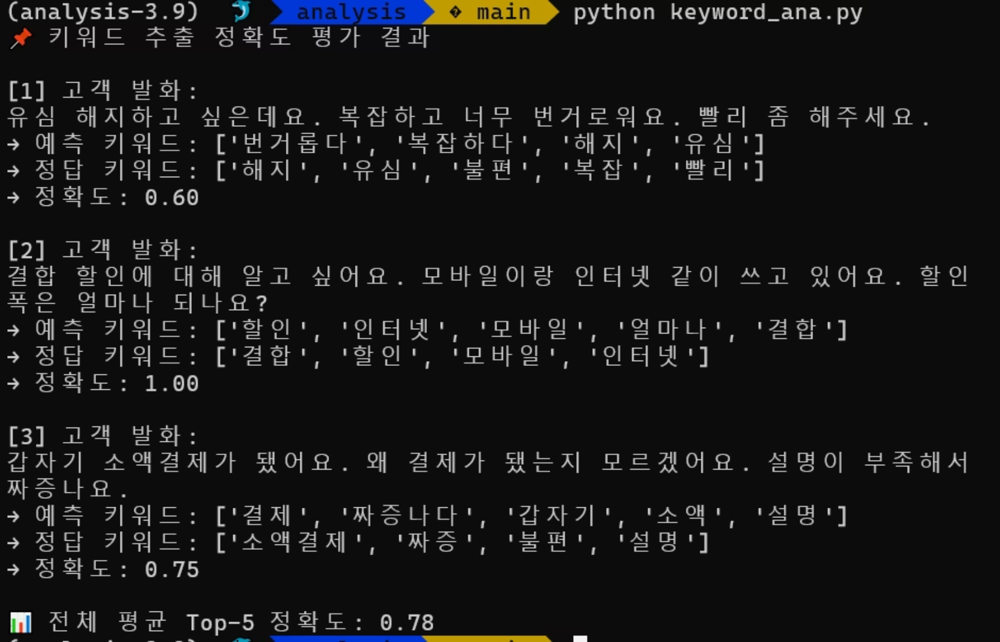 (analysis-3.9) analysis main python keyword_ana.py
📌 키워드 추출 정확도 평가 결과
[1] 고객 발화:
유심 해지하고 싶은데요. 복잡하고 너무 번거로워요. 빨리 좀 해주세요.
→ 예측 키워드: ['번거롭다', '복잡하다', '해지', '유심']
→ 정답 키워드: ['해지', '유심', '불편', '복잡', '빨리']
→ 정확도: 0.60
[2] 고객 발화:
결합 할인에 대해 알고 싶어요. 모바일이랑 인터넷 같이 쓰고 있어요. 할인
폭은 얼마나 되나요?
→ 예측 키워드: ['할인', '인터넷', '모바일', '얼마나', '결합']
→ 정답 키워드: ['결합', '할인', '모바일', '인터넷']
→ 정확도: 1.00
[3] 고객 발화:
갑자기 소액결제가 됐어요. 왜 결제가 됐는지 모르겠어요. 설명이 부족해서
짜증나요.
→ 예측 키워드: ['결제', '짜증나다', '갑자기', '소액', '설명']
→ 정답 키워드: ['소액결제', '짜증', '불편', '설명']
→ 정확도: 0.75
📊 전체 평균 Top-5 정확도: 0.78